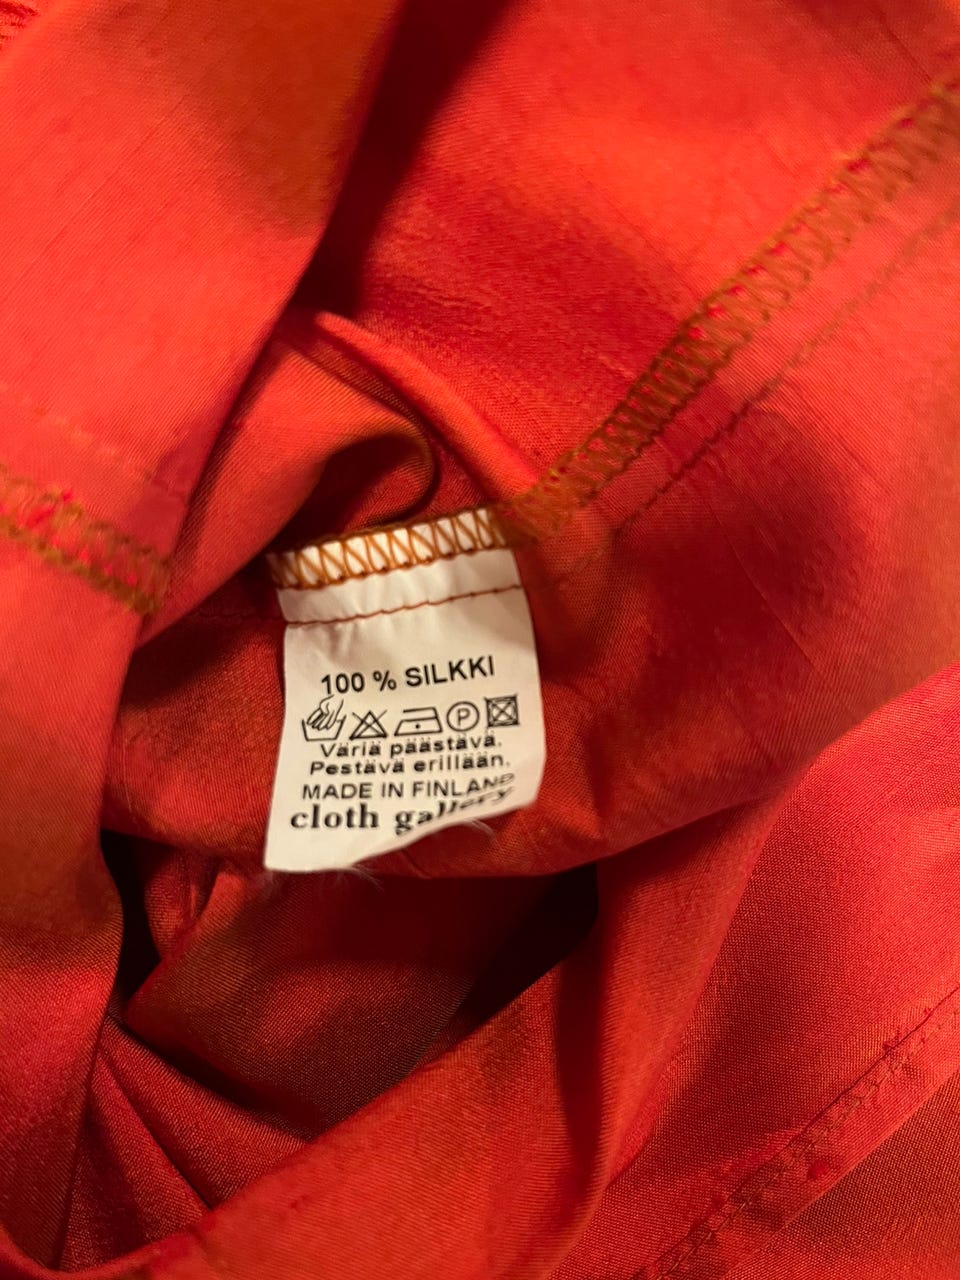 100 % SILKKI
P
Väriä päästävä.
Pestävä erillään.
MADE IN FINLAND
cloth gallery